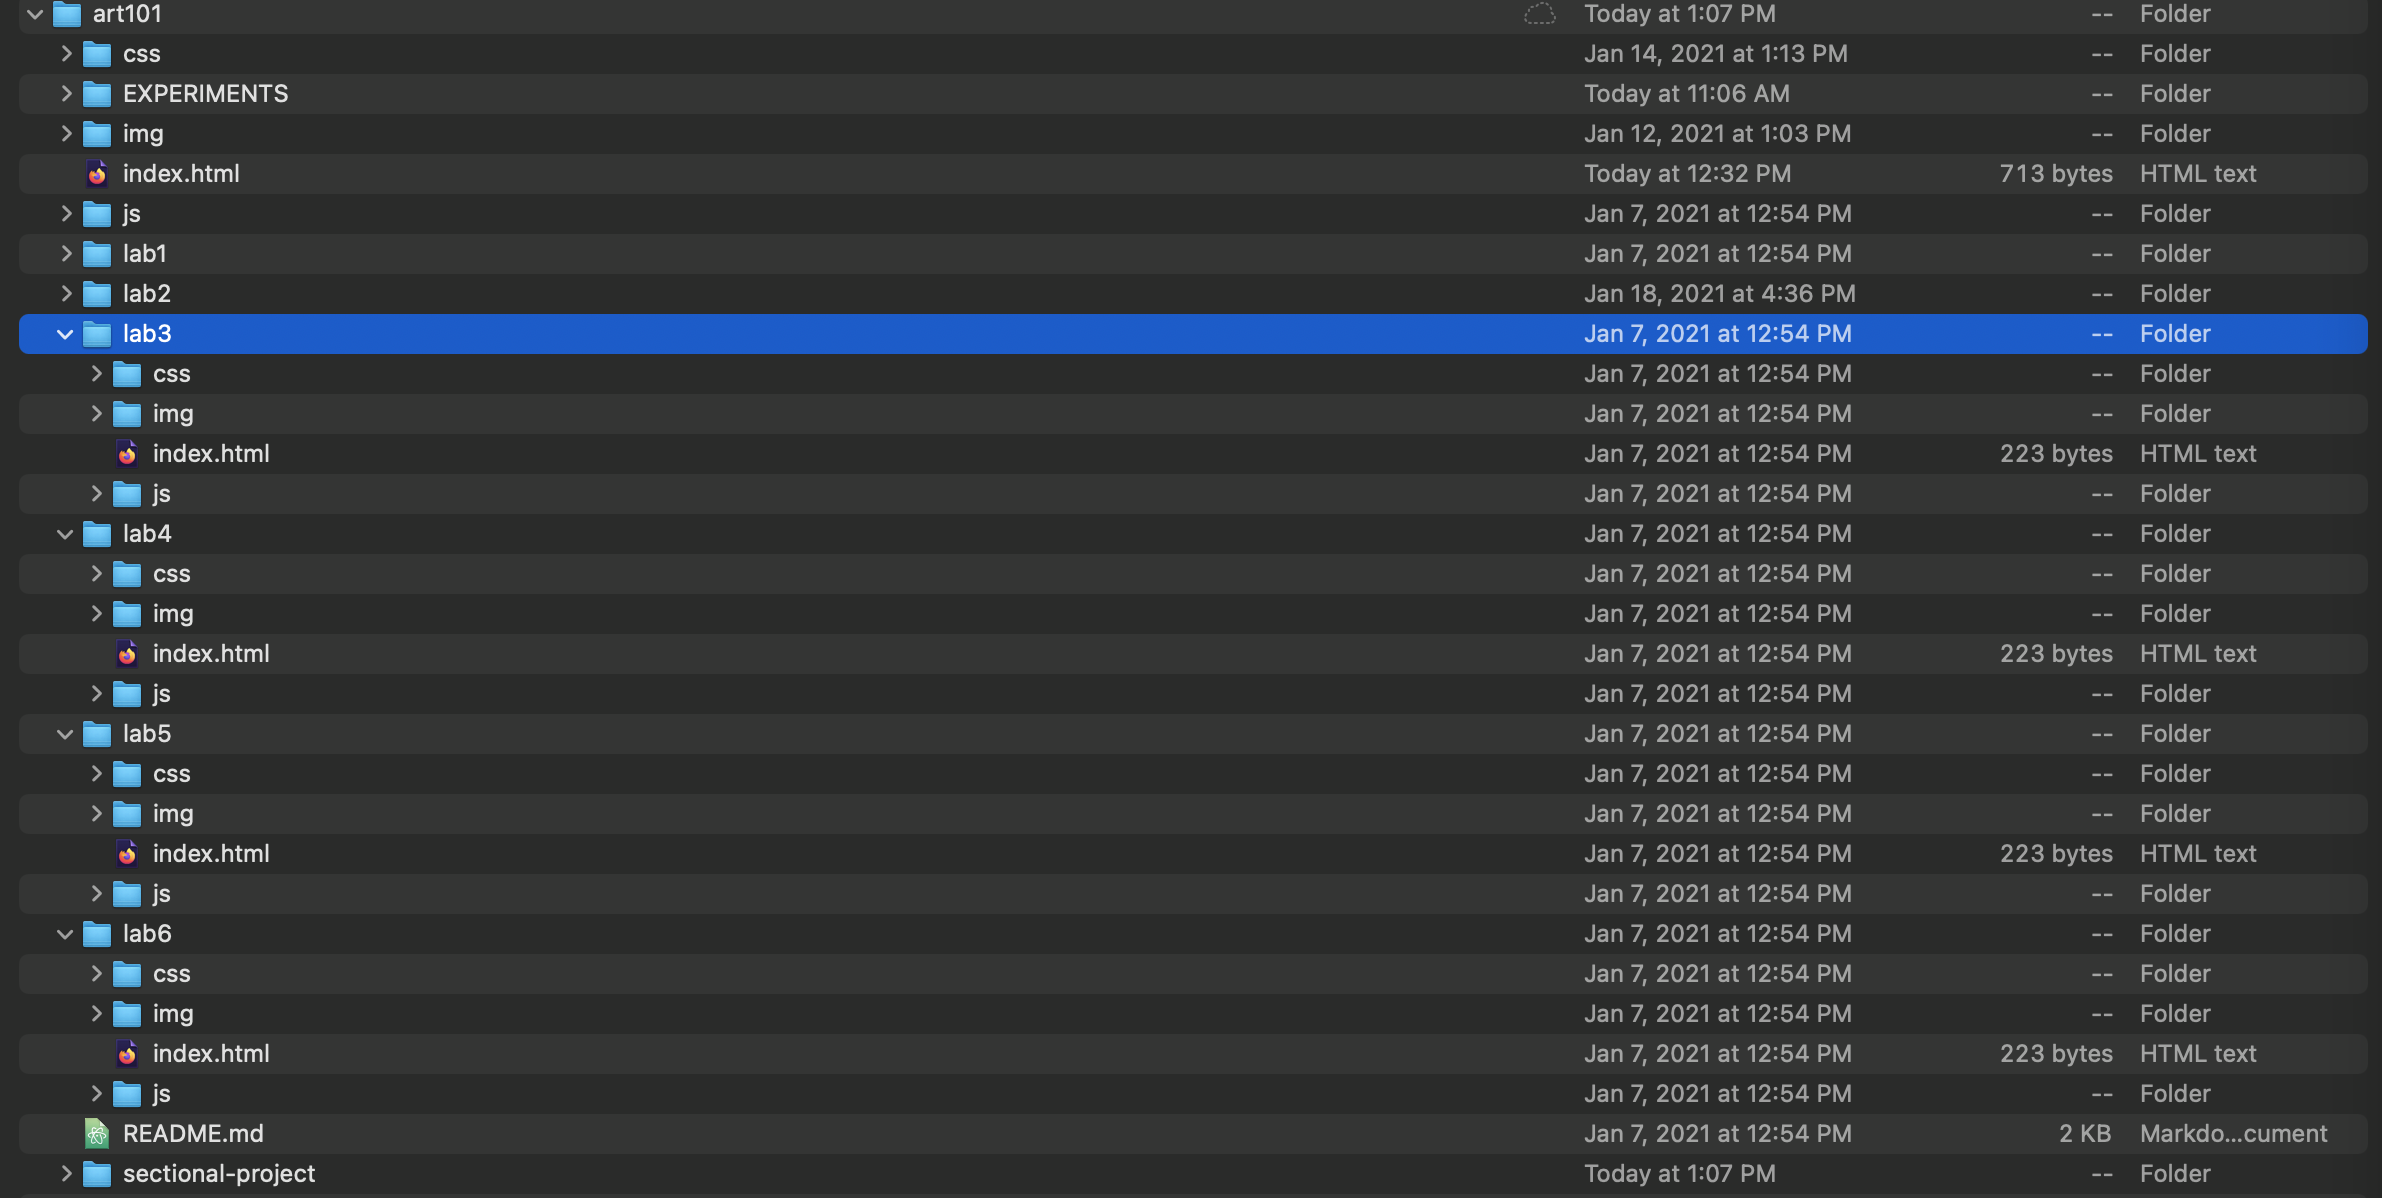 art101 Today at 1:07 PM -- Folder
css Jan 14, 2021 at 1:13 PM -- Folder
EXPERIMENTS Today at 11:06 AM -- Folder
img Jan 12, 2021 at 1:03 PM -- Folder
index.html Today at 12:32 PM 713 bytes HTML text
js Jan 7, 2021 at 12:54 PM -- Folder
lab1 Jan 7, 2021 at 12:54 PM -- Folder
lab2 Jan 18, 2021 at 4:36 PM -- Folder
lab3 Jan 7, 2021 at 12:54 PM -- Folder
css Jan 7, 2021 at 12:54 PM -- Folder
img Jan 7, 2021 at 12:54 PM -- Folder
index.html Jan 7, 2021 at 12:54 PM 223 bytes HTML text
js Jan 7, 2021 at 12:54 PM -- Folder
lab4 Jan 7, 2021 at 12:54 PM -- Folder
css Jan 7, 2021 at 12:54 PM -- Folder
img Jan 7, 2021 at 12:54 PM -- Folder
index.html Jan 7, 2021 at 12:54 PM 223 bytes HTML text
js Jan 7, 2021 at 12:54 PM -- Folder
lab5 Jan 7, 2021 at 12:54 PM -- Folder
css Jan 7, 2021 at 12:54 PM -- Folder
img Jan 7, 2021 at 12:54 PM -- Folder
index.html Jan 7, 2021 at 12:54 PM 223 bytes HTML text
js Jan 7, 2021 at 12:54 PM -- Folder
lab6 Jan 7, 2021 at 12:54 PM -- Folder
css Jan 7, 2021 at 12:54 PM -- Folder
img Jan 7, 2021 at 12:54 PM -- Folder
index.html Jan 7, 2021 at 12:54 PM 223 bytes HTML text
js Jan 7, 2021 at 12:54 PM -- Folder
README.md Jan 7, 2021 at 12:54 PM 2 KB Markdo...cument
sectional-project Today at 1:07 PM -- Folder